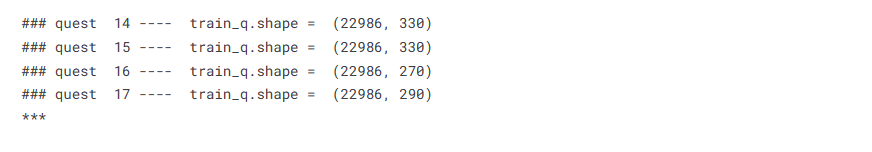 ### quest  14 ----  train_q.shape =  (22986, 330)
### quest  15 ----  train_q.shape =  (22986, 330)
### quest  16 ----  train_q.shape =  (22986, 270)
### quest  17 ----  train_q.shape =  (22986, 290)
***